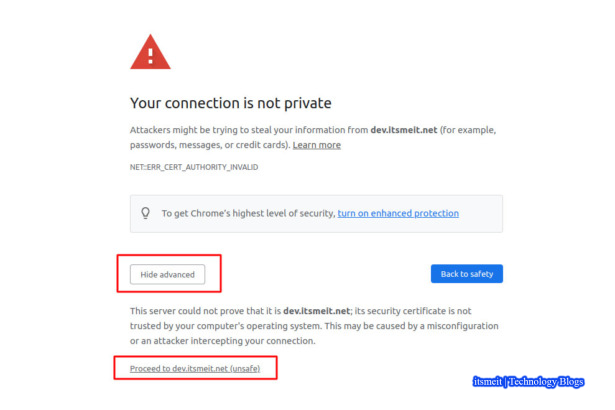 Your connection is not private
Attackers might be trying to steal your information from dev.itsmeit.net (for example,
passwords, messages, or credit cards). Learn more
NET::ERR_CERT_AUTHORITY_INVALID
To get Chrome's highest level of security, turn on enhanced protection
Hide advanced
Back to safety
This server could not prove that it is dev.itsmeit.net; its security certificate is not
trusted by your computer's operating system. This may be caused by a misconfiguration
or an attacker intercepting your connection.
Proceed to dev.itsmeit.net (unsafe)
itsmeit | Technology Blogs